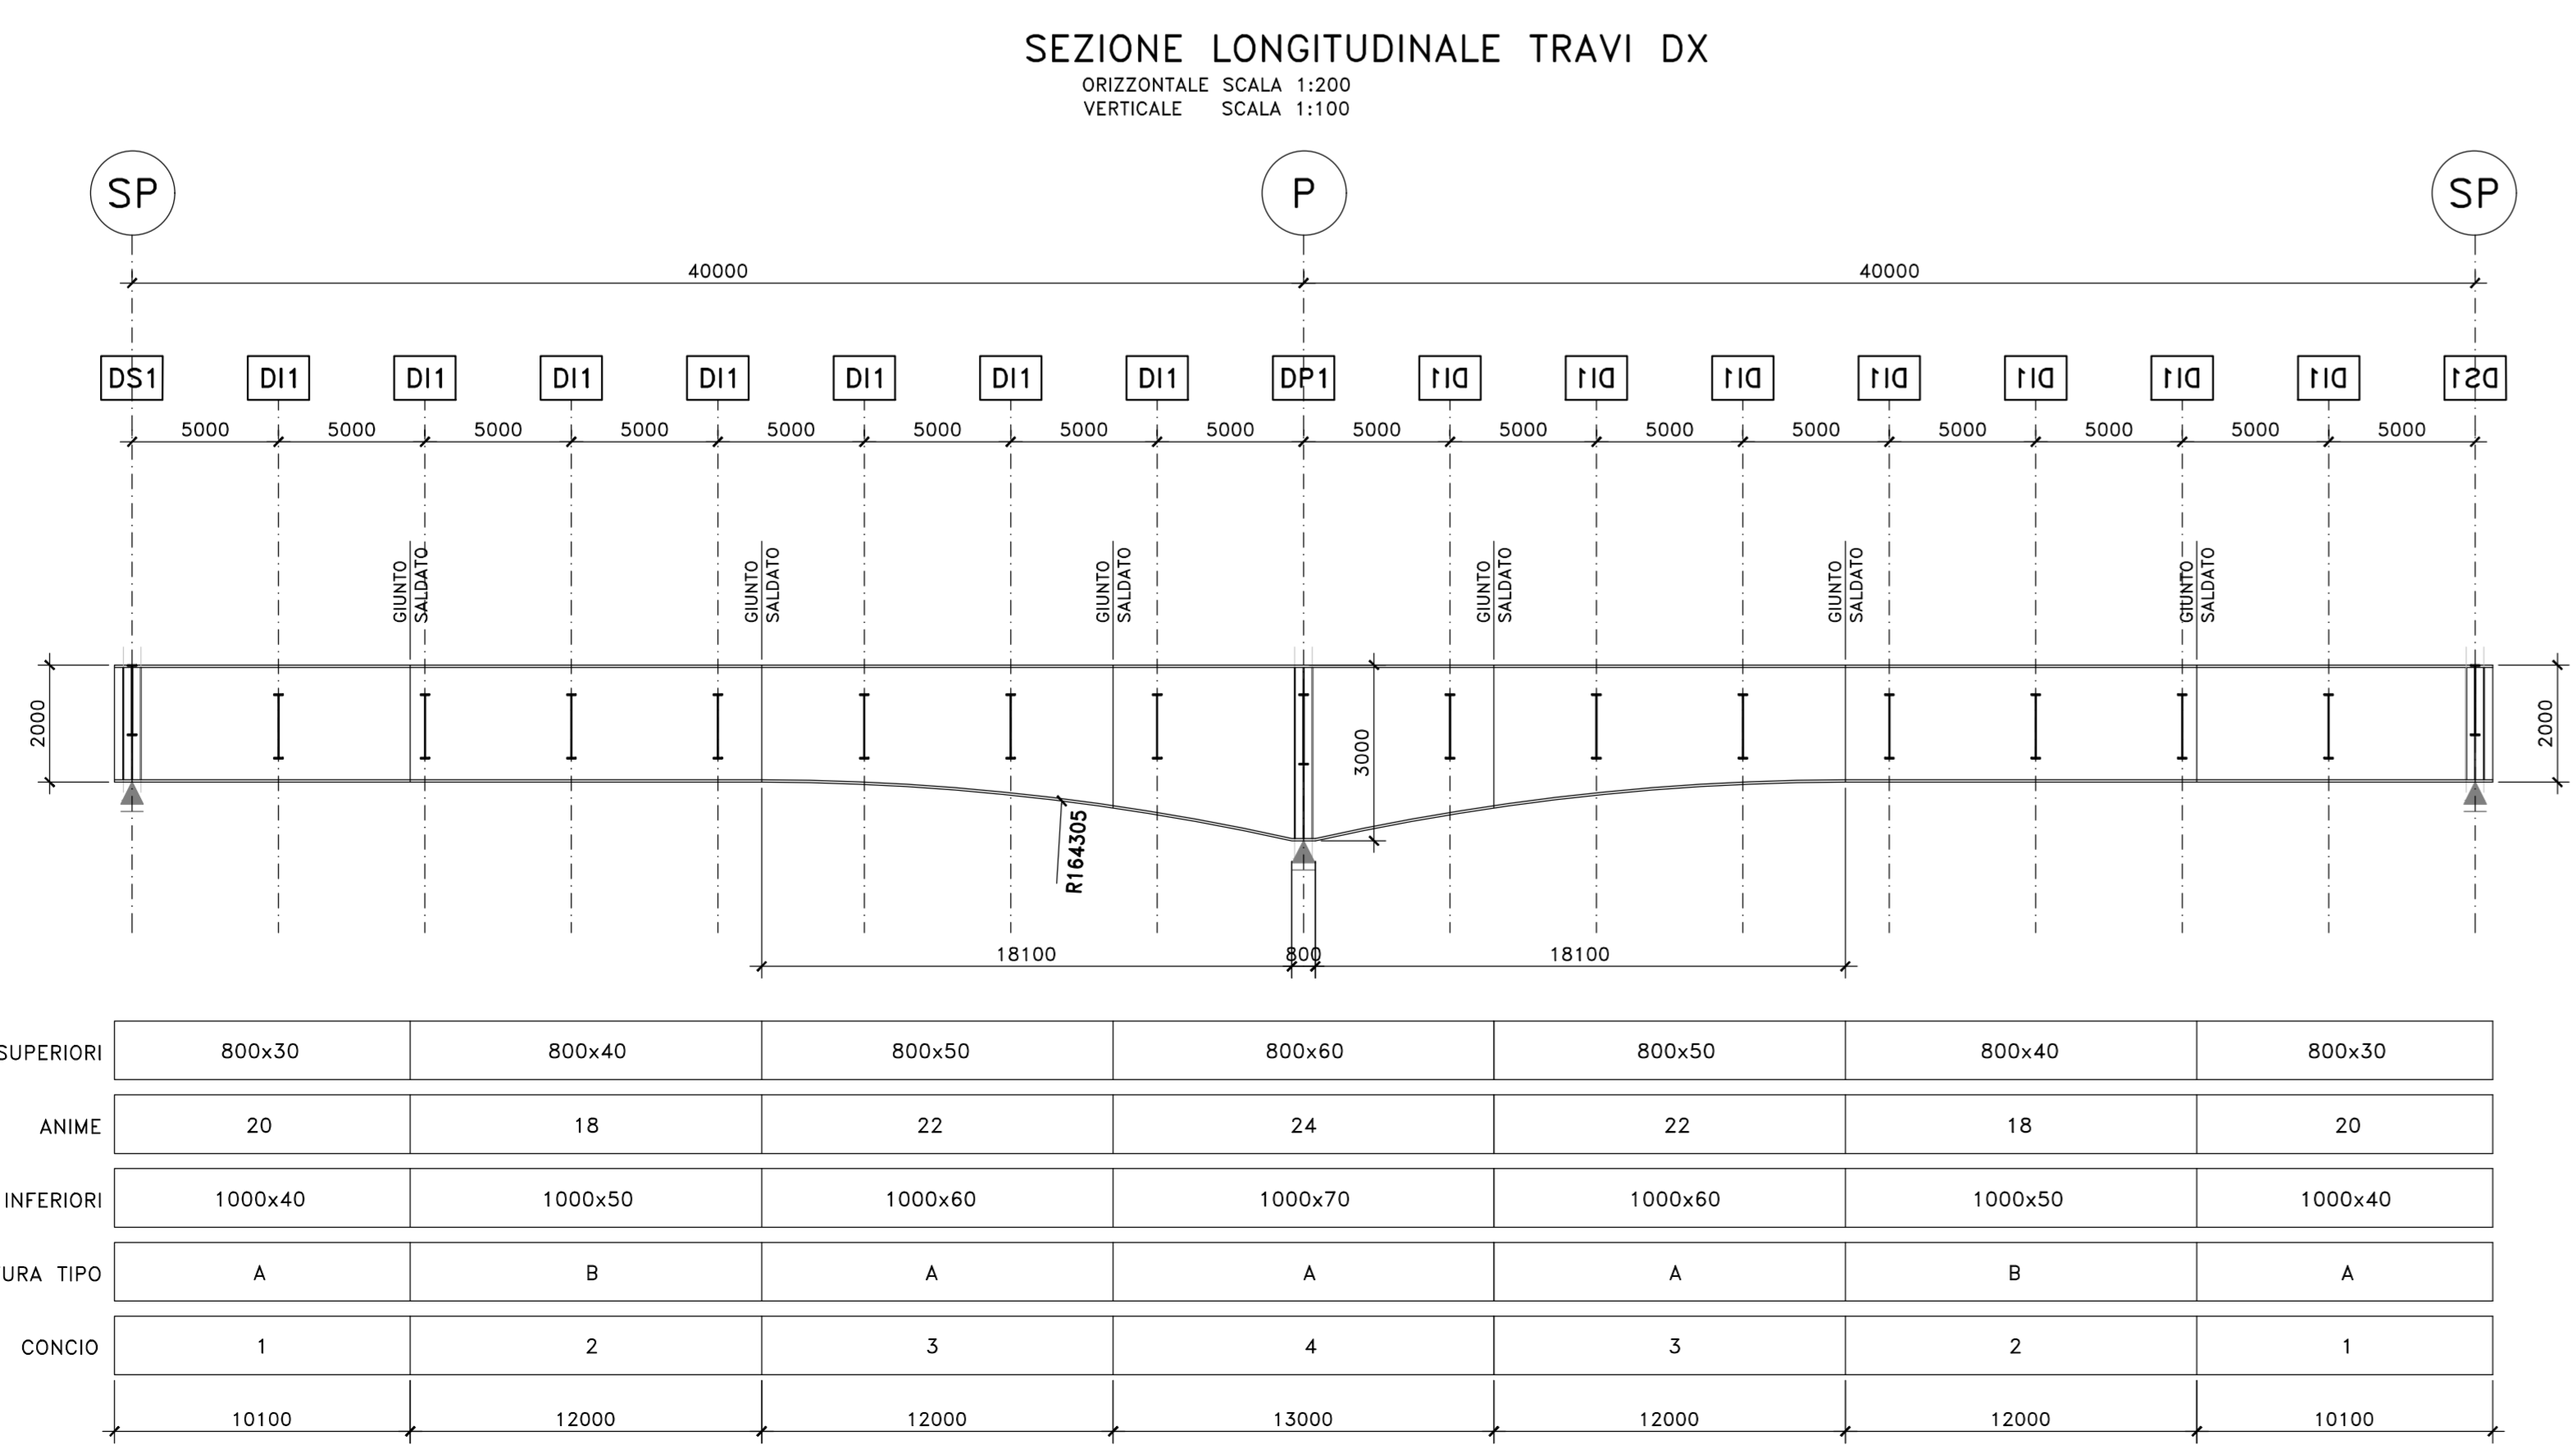 SEZIONE LONGITUDINALE TRAVI DX
ORIZZONTALE SCALA 1:200
VERTICALE SCALA 1:100
SP P SP
40000 40000
DS1 DI1 DI1 DI1 DI1 DI1 DI1 DI1 DP1 DI1 DI1 DI1 DI1 DI1 DI1 DI1 DS1
5000 5000 5000 5000 5000 5000 5000 5000 5000 5000 5000 5000 5000 5000 5000 5000
GIUNTO
SALDATO
GIUNTO
SALDATO
GIUNTO
SALDATO
GIUNTO
SALDATO
GIUNTO
SALDATO
GIUNTO
SALDATO
2000
3000
2000
R164305
18100 800 18100
SUPERIORI 800x30 800x40 800x50 800x60 800x50 800x40 800x30
ANIME 20 18 22 24 22 18 20
INFERIORI 1000x40 1000x50 1000x60 1000x70 1000x60 1000x50 1000x40
URA TIPO A B A A A B A
CONCIO 1 2 3 4 3 2 1
10100 12000 12000 13000 12000 12000 10100